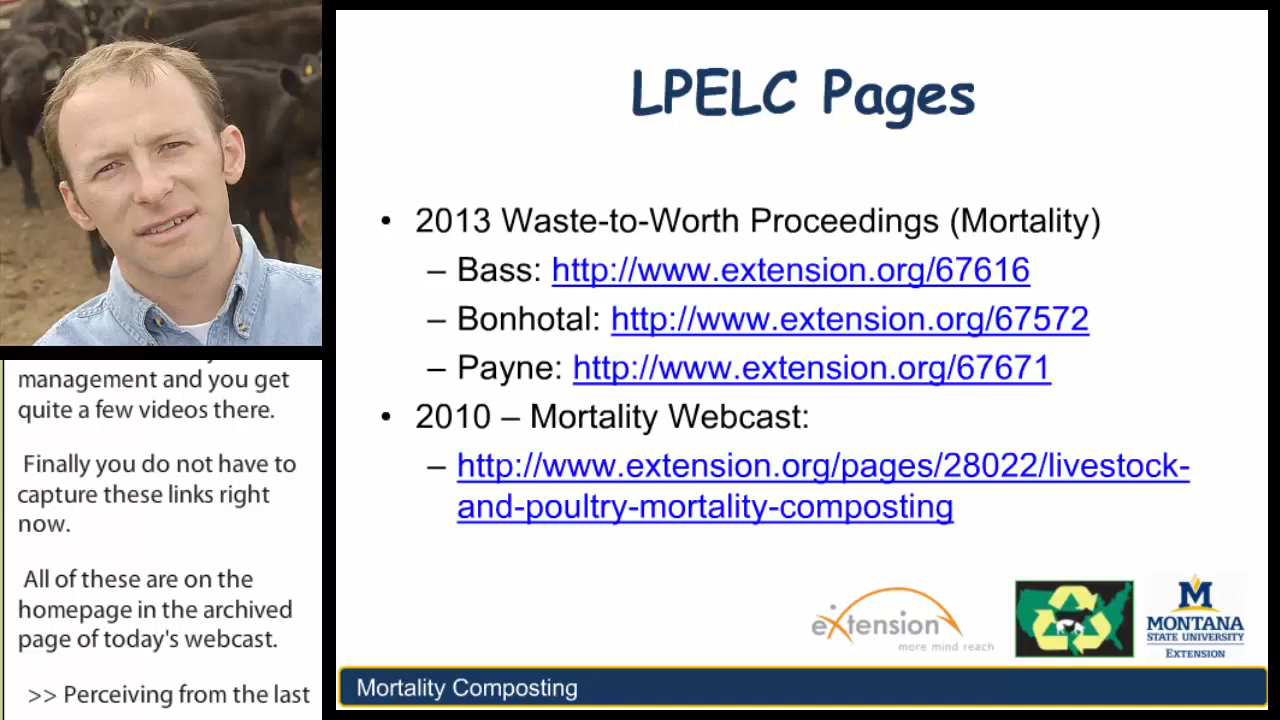 LPELC Pages
• 2013 Waste-to-Worth Proceedings (Mortality)
– Bass: http://www.extension.org/67616
– Bonhotal: http://www.extension.org/67572
– Payne: http://www.extension.org/67671
• 2010 – Mortality Webcast:
– http://www.extension.org/pages/28022/livestock-
and-poultry-mortality-composting
eXtension
more mind reach
M
MONTANA
STATE UNIVERSITY
EXTENSION
Mortality Composting
management and you get
quite a few videos there.
Finally you do not have to
capture these links right
now.
All of these are on the
homepage in the archived
page of today's webcast.
>> Perceiving from the last